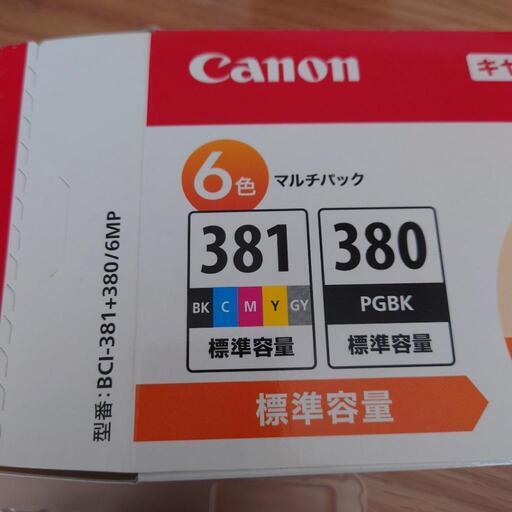 Canon
キヤ
6色 マルチパック
381
BK C M Y GY
標準容量
380
PGBK
標準容量
標準容量
型番：BCI-381+380/6MP